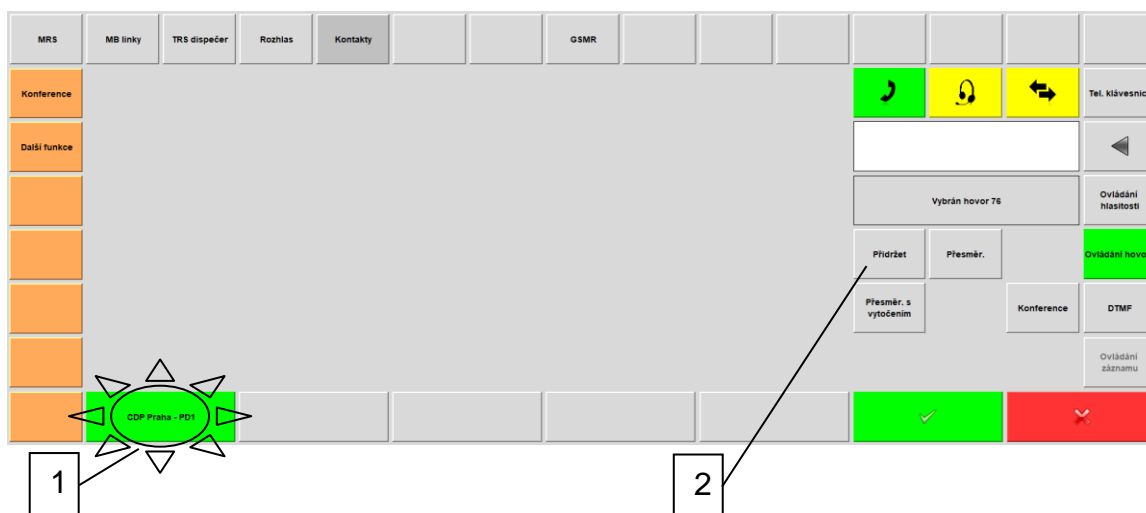 MRS
MB linky
TRS dispečer
Rozhlas
Kontakty
GSMR
Konference
Tel. klávesnic
Další funkce
Vybrán hovor 76
Ovládání
hlasitosti
Přidržet
Přesměr.
Ovládání hovo
Přesměr. s
vytočením
Konference
DTMF
Ovládání
záznamu
CDP Praha - PD1
1
2